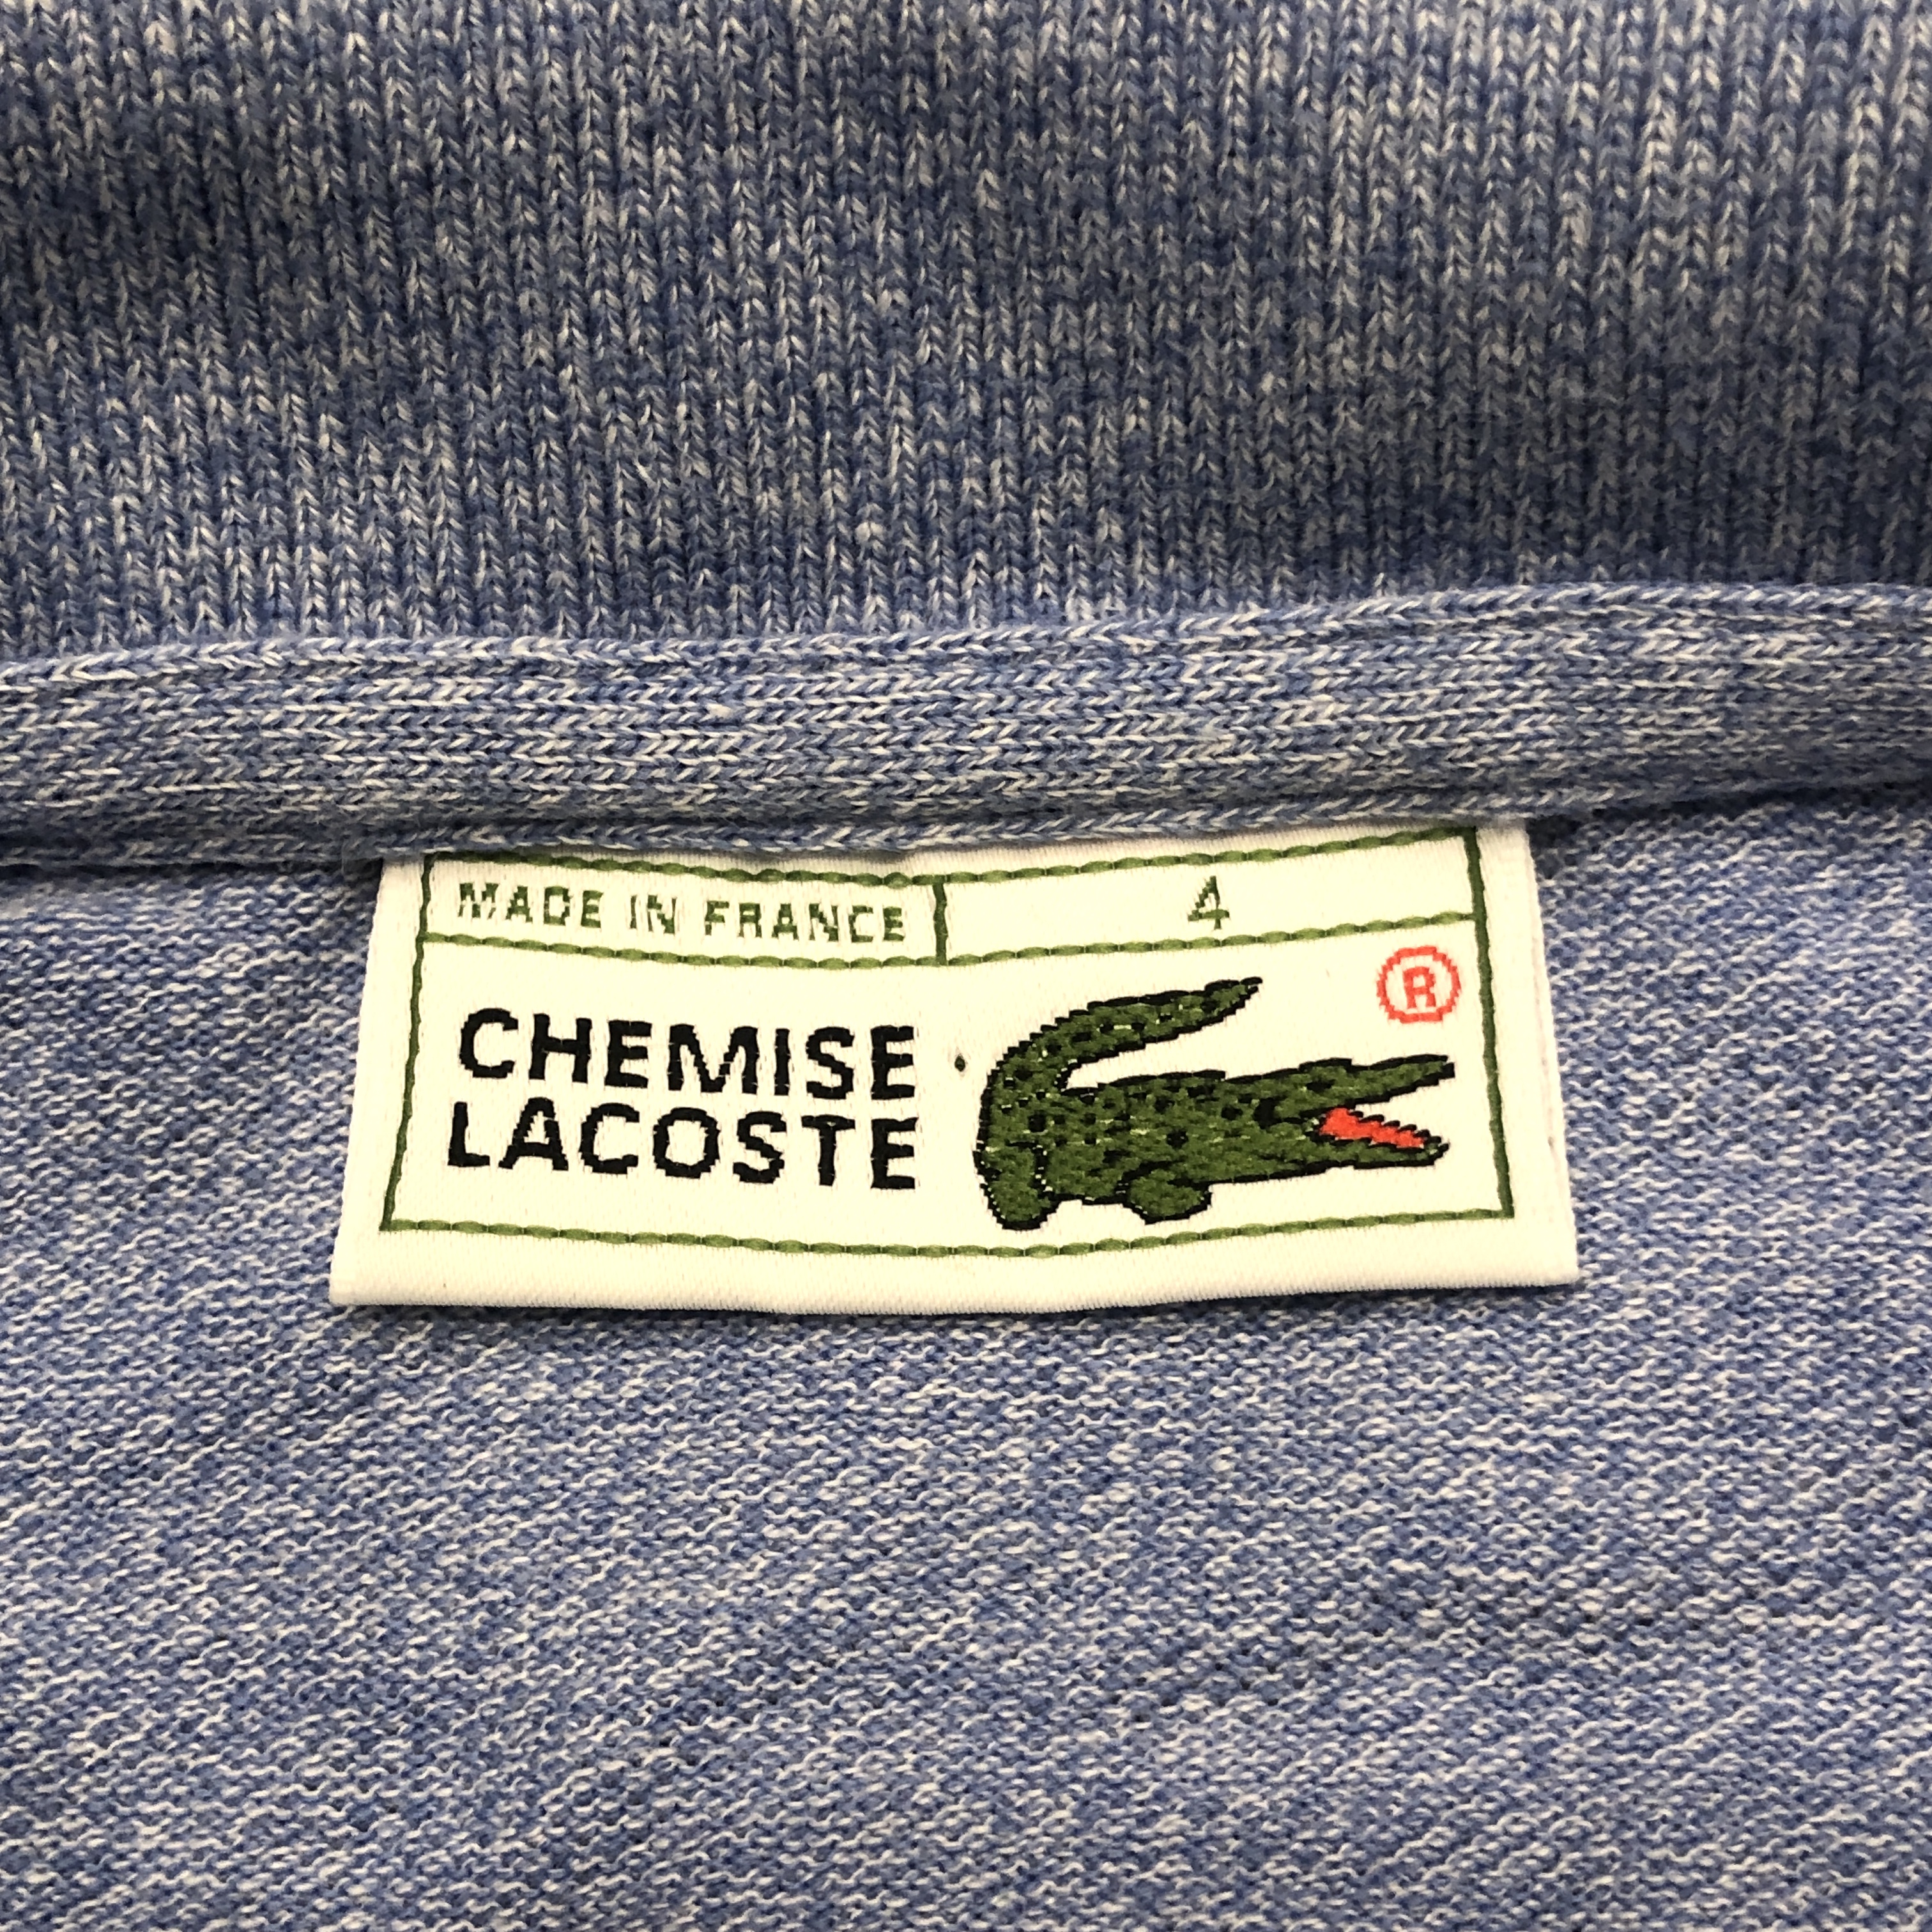 MADE IN FRANCE
4
®
CHEMISE
LACOSTE